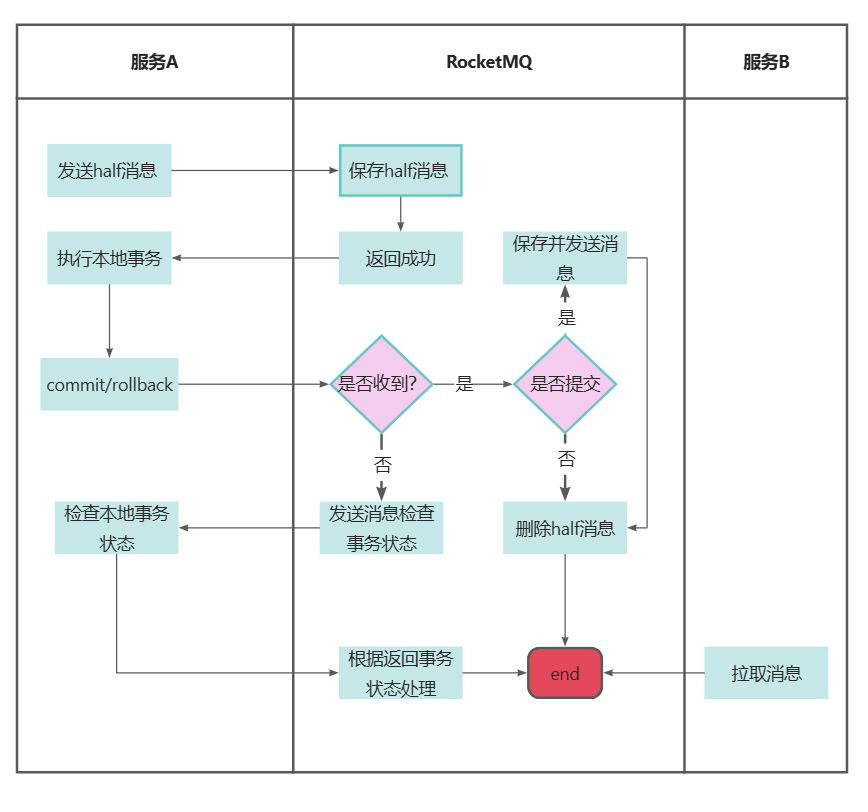 服务A
RocketMQ
服务B
发送half消息
保存half消息
执行本地事务
返回成功
保存并发送消
息
是
commit/rollback
是否收到?
是
是否提交
否
否
检查本地事务
状态
发送消息检查
事务状态
删除half消息
根据返回事务
状态处理
end
拉取消息